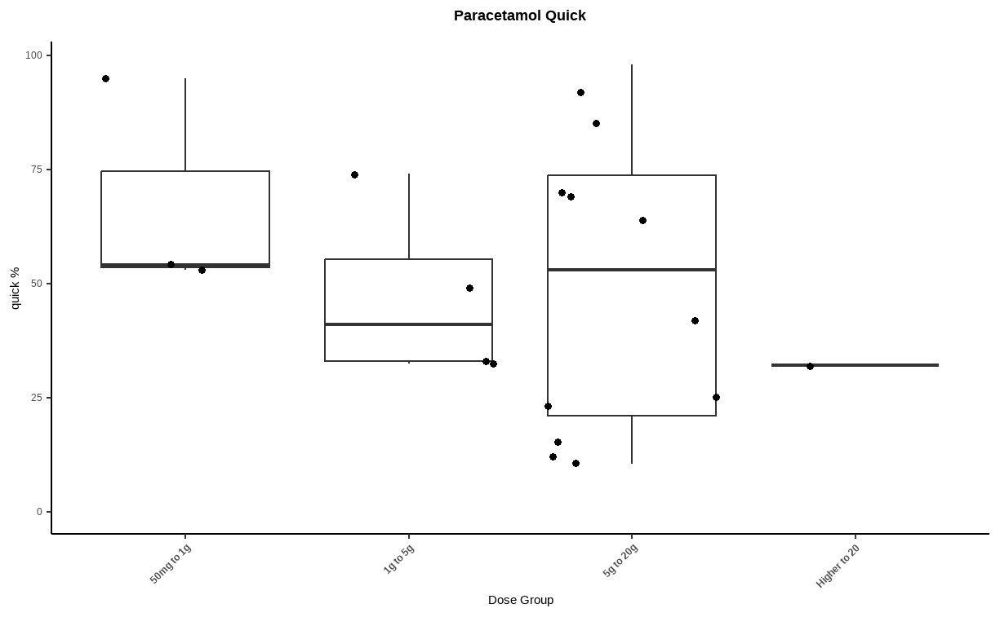 Paracetamol Quick
100
75
50
25
0
quick %
50mg to 1g
1g to 5g
5g to 20g
Higher to 20
Dose Group